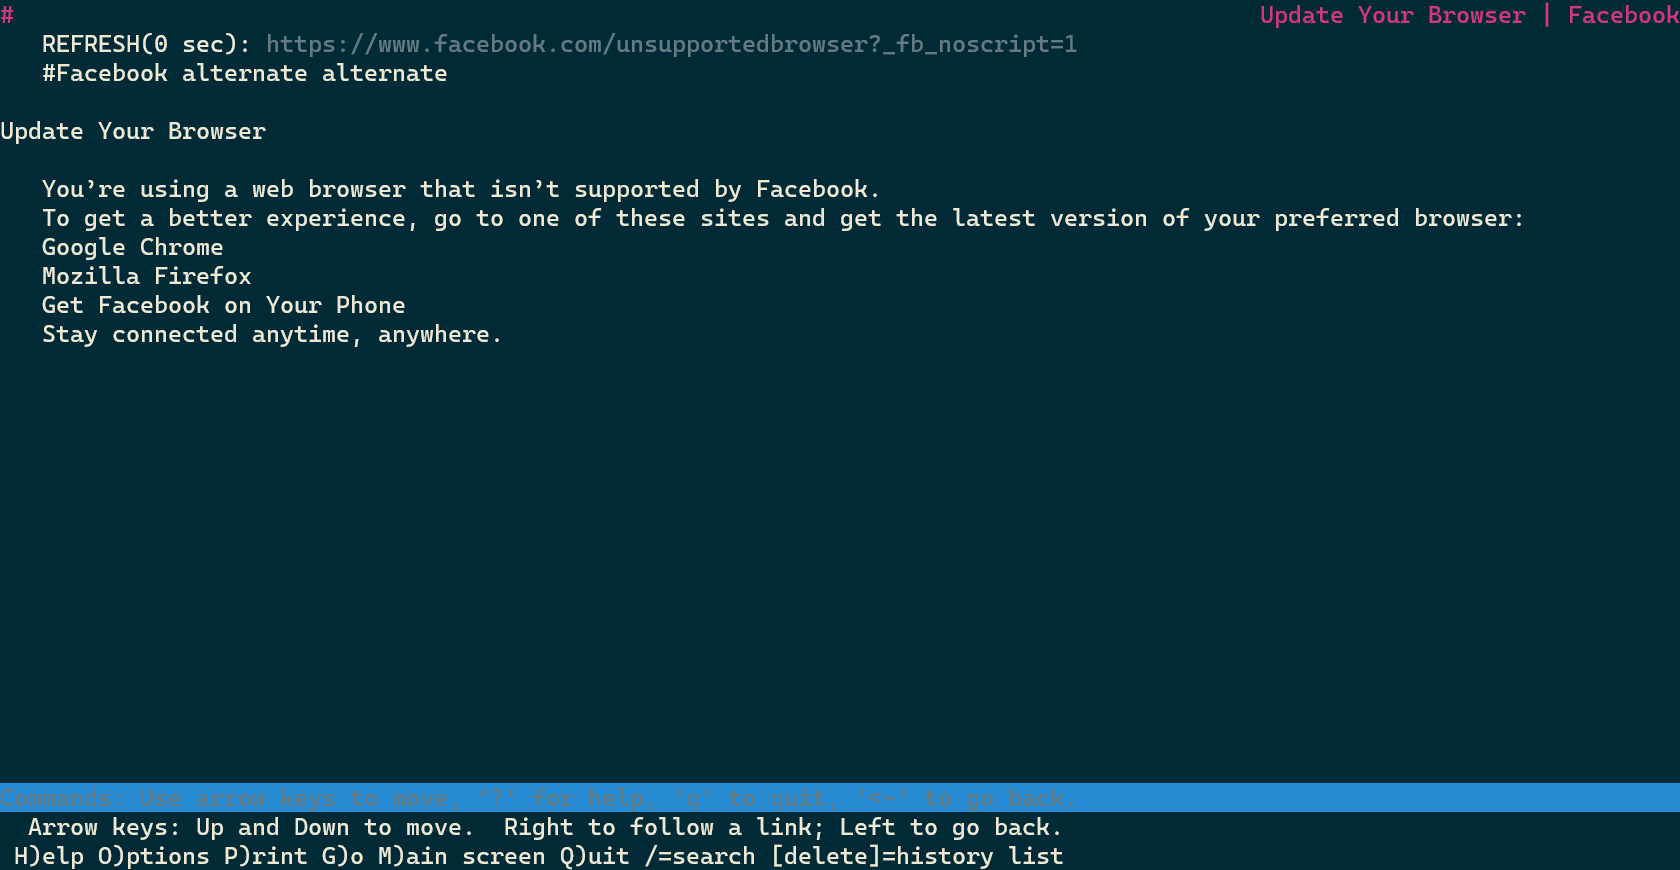 # Update Your Browser | Facebook
REFRESH(0 sec): https://www.facebook.com/unsupportedbrowser?_fb_noscript=1
#Facebook alternate alternate
Update Your Browser
You’re using a web browser that isn’t supported by Facebook.
To get a better experience, go to one of these sites and get the latest version of your preferred browser:
Google Chrome
Mozilla Firefox
Get Facebook on Your Phone
Stay connected anytime, anywhere.
Commands: Use arrow keys to move, '?' for help, 'q' to quit, '<-' to go back.
Arrow keys: Up and Down to move.  Right to follow a link; Left to go back.
H)elp O)ptions P)rint G)o M)ain screen Q)uit /=search [delete]=history list